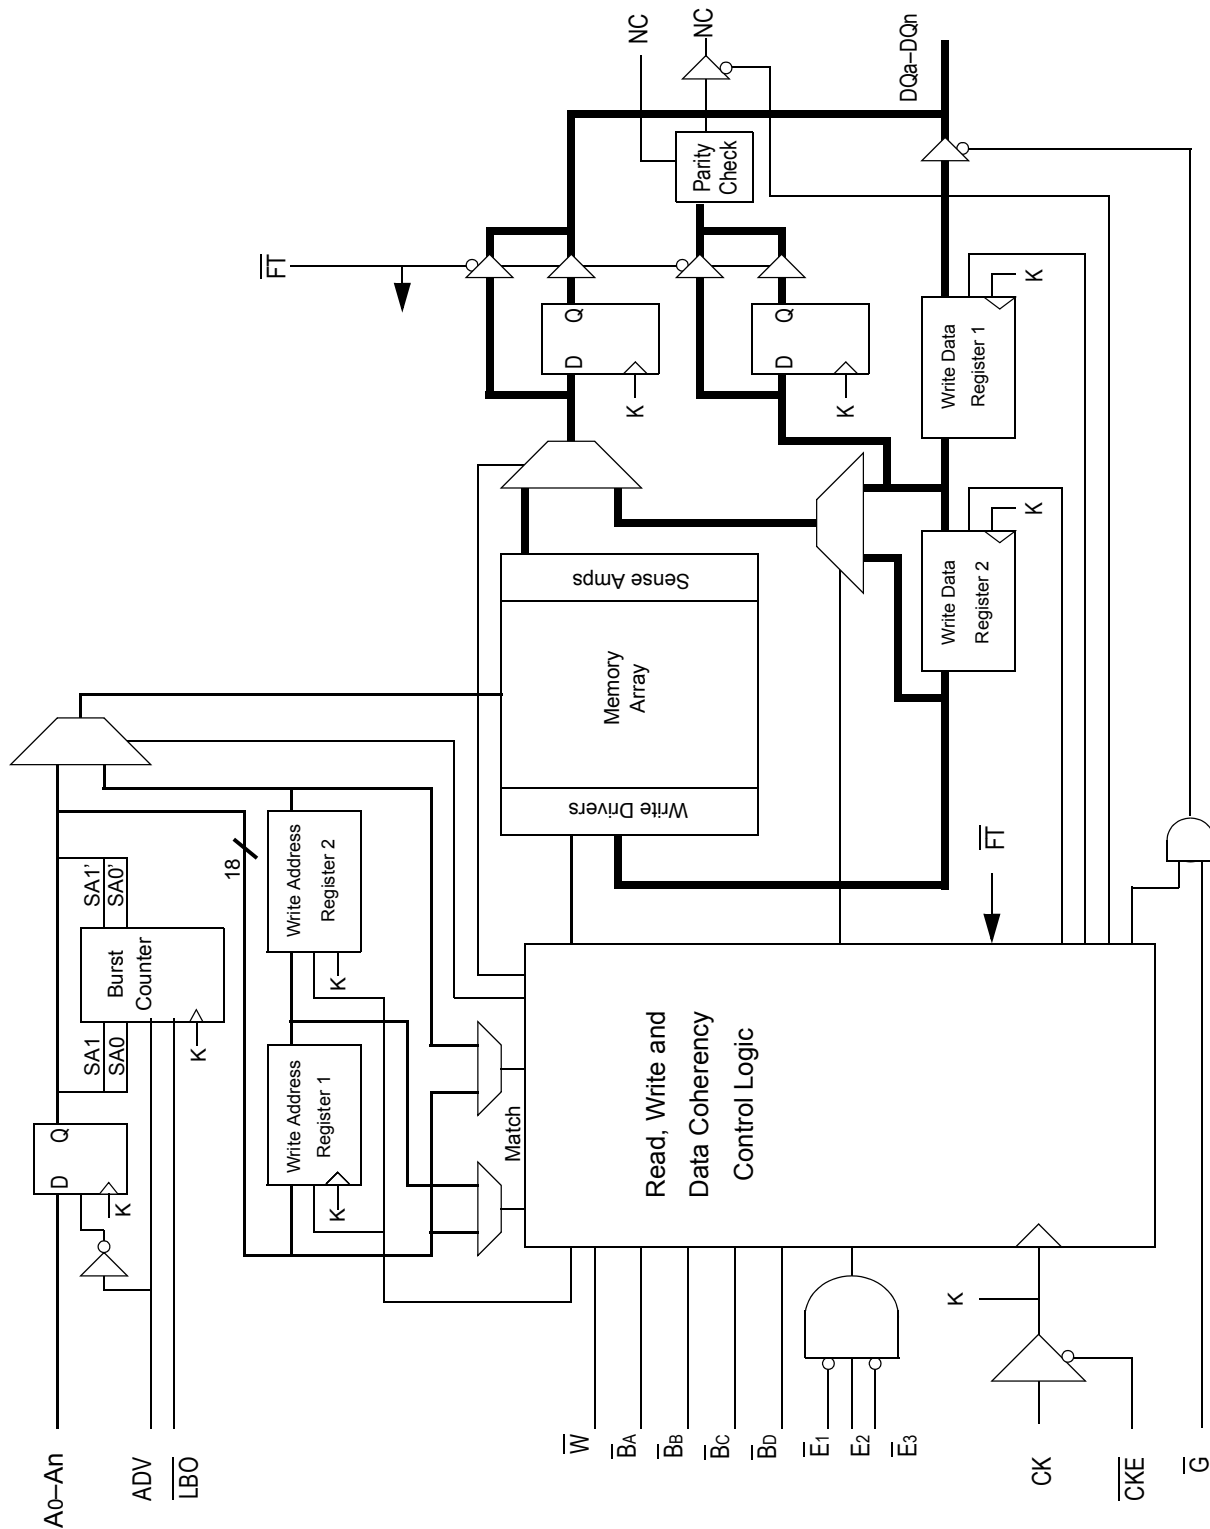 A0–An
ADV
LBO
W
BA
BB
BC
BD
E1
E2
E3
CK
CKE
G
D
Q
K
SA1
SA0
Burst
Counter
SA1'
SA0'
K
18
Write Address
Register 1
K
Write Address
Register 2
K
Match
Read, Write and
Data Coherency
Control Logic
K
FT
Write Drivers
Memory
Array
Sense Amps
Write Data
Register 2
K
Write Data
Register 1
K
D
Q
K
D
Q
K
FT
Parity
Check
NC
NC
DQa–DQn